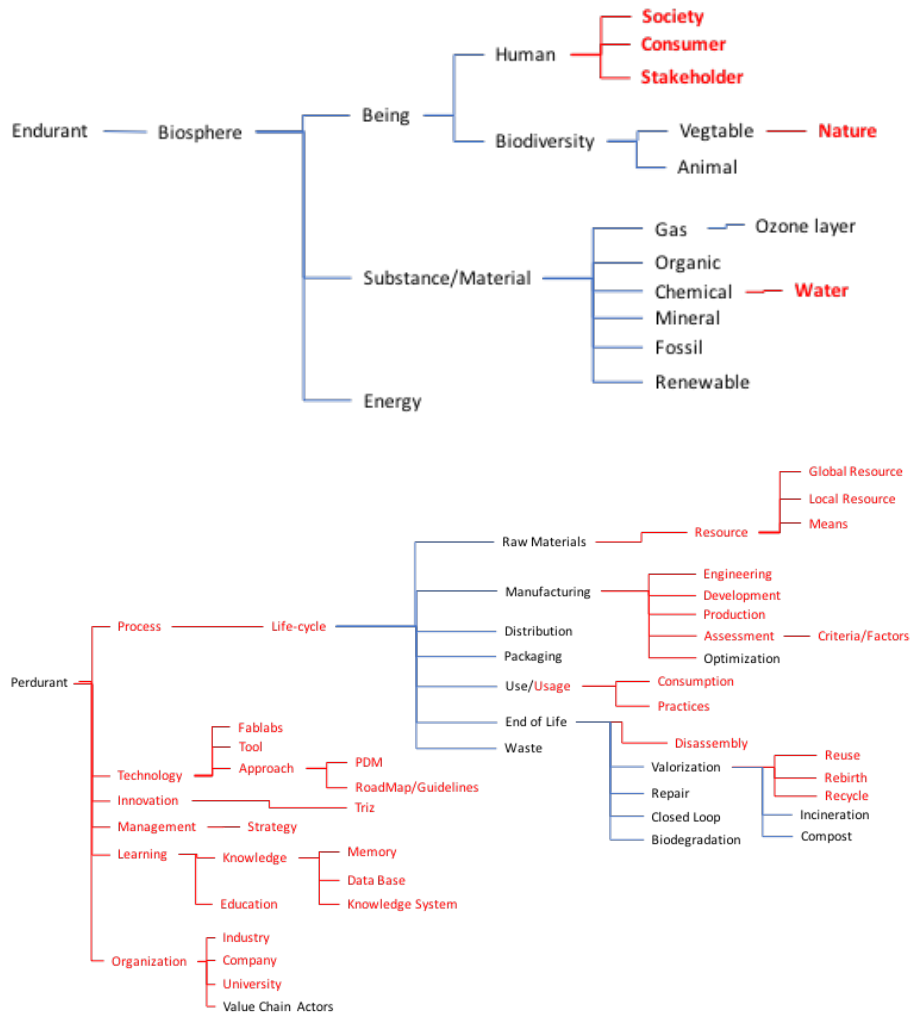 Society
Human
Consumer
Stakeholder
Being
Endurant
Biosphere
Biodiversity
Vegtable
Nature
Animal
Gas
Ozone layer
Organic
Substance/Material
Chemical
Water
Mineral
Fossil
Renewable
Energy
Global Resource
Local Resource
Means
Raw Materials
Resource
Engineering
Manufacturing
Development
Production
Process
Life-cycle
Distribution
Assessment
Criteria/Factors
Packaging
Optimization
Perdurant
Use/Usage
Consumption
Practices
End of Life
Fablabs
Disassembly
Waste
Tool
Approach
PDM
Technology
RoadMap/Guidelines
Valorization
Reuse
Rebirth
Recycle
Repair
Innovation
Triz
Closed Loop
Incineration
Management
Strategy
Biodegradation
Compost
Learning
Knowledge
Memory
Data Base
Education
Knowledge System
Industry
Organization
Company
University
Value Chain Actors